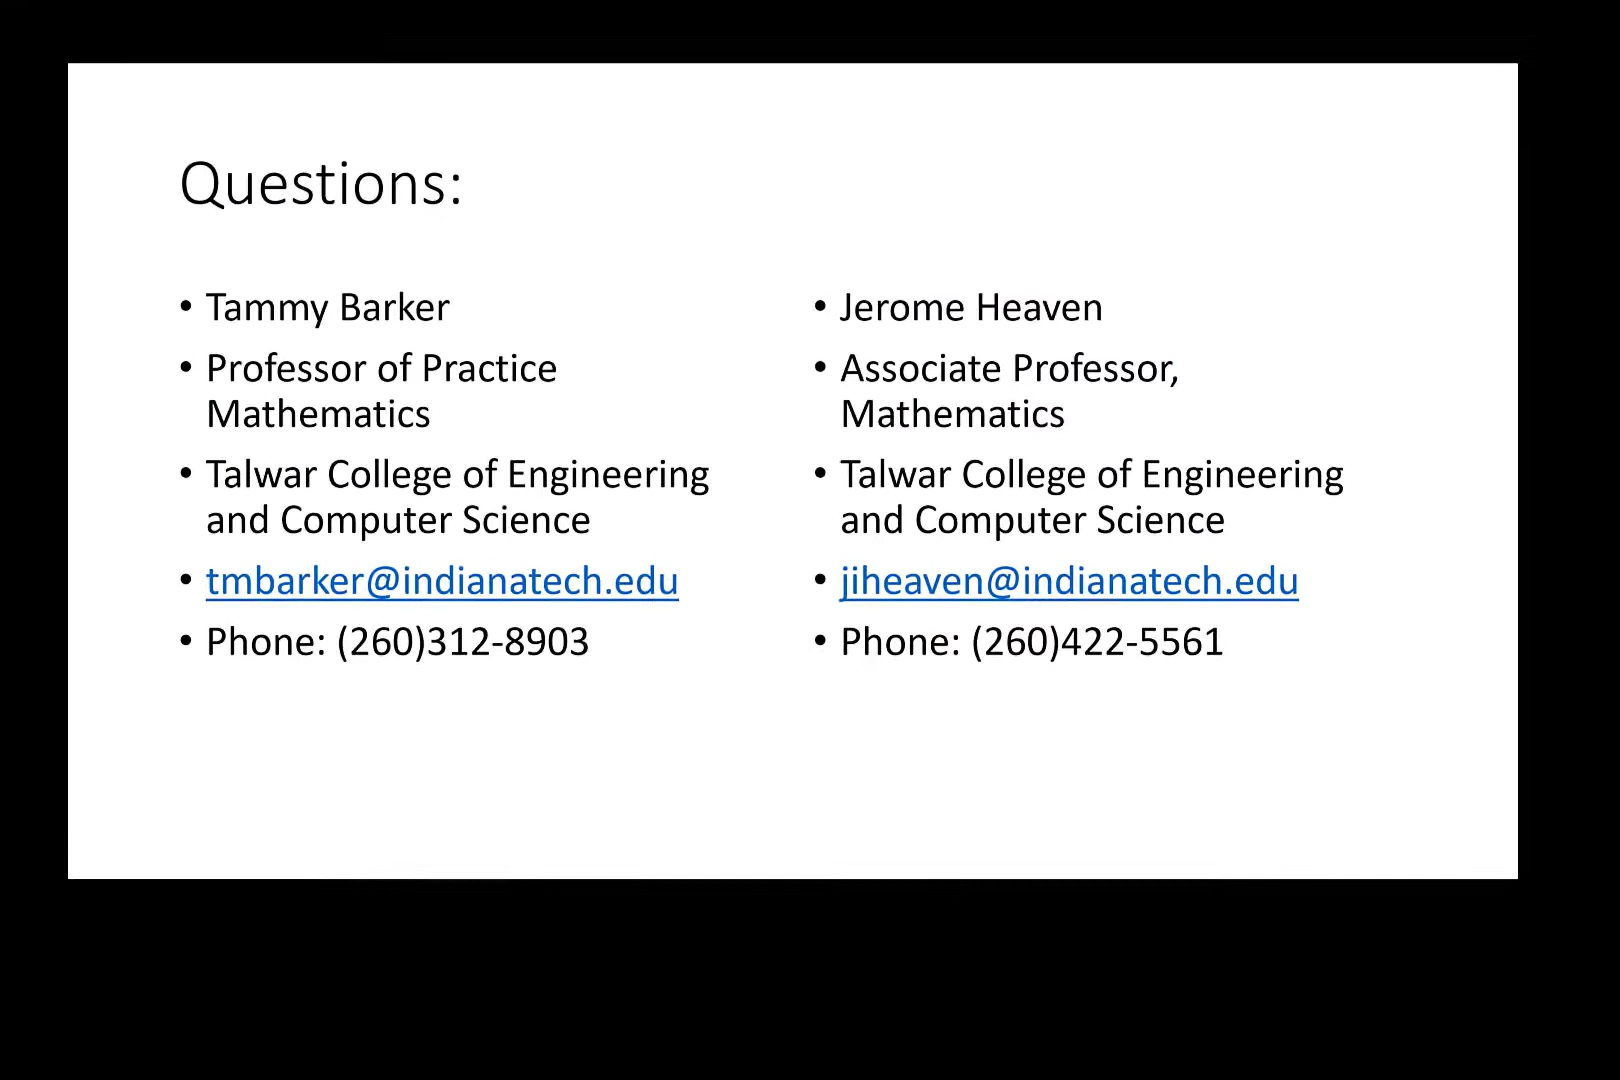 Questions:
• Tammy Barker
• Professor of Practice
Mathematics
• Talwar College of Engineering
and Computer Science
• tmbarker@indianatech.edu
• Phone: (260)312-8903
• Jerome Heaven
• Associate Professor,
Mathematics
• Talwar College of Engineering
and Computer Science
• jiheaven@indianatech.edu
• Phone: (260)422-5561